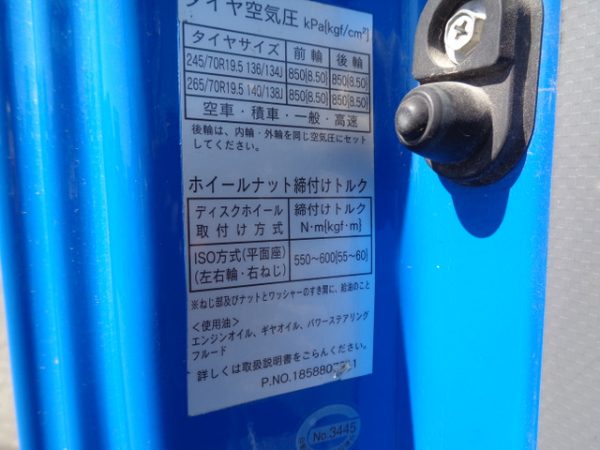 タイヤ空気圧 kPa[kgf/cm²]
タイヤサイズ 前輪 後輪
245/70R19.5 136/134J 850[8.50] 850[8.50]
265/70R19.5 140/138J 850[8.50] 850[8.50]
空車・積車・一般・高速
後輪は、内輪・外輪を同じ空気圧にセット
してください。
ホイールナット締付けトルク
ディスクホイール 締付けトルク
取付け方式 N·m[kgf·m]
ISO方式(平面座) 550～600[55～60]
(左右輪・右ねじ)
※ねじ部及びナットとワッシャーのすき間に、給油のこと
<使用油>
エンジンオイル、ギヤオイル、パワーステアリング
フルード
詳しくは取扱説明書をごらんください。
No.3445